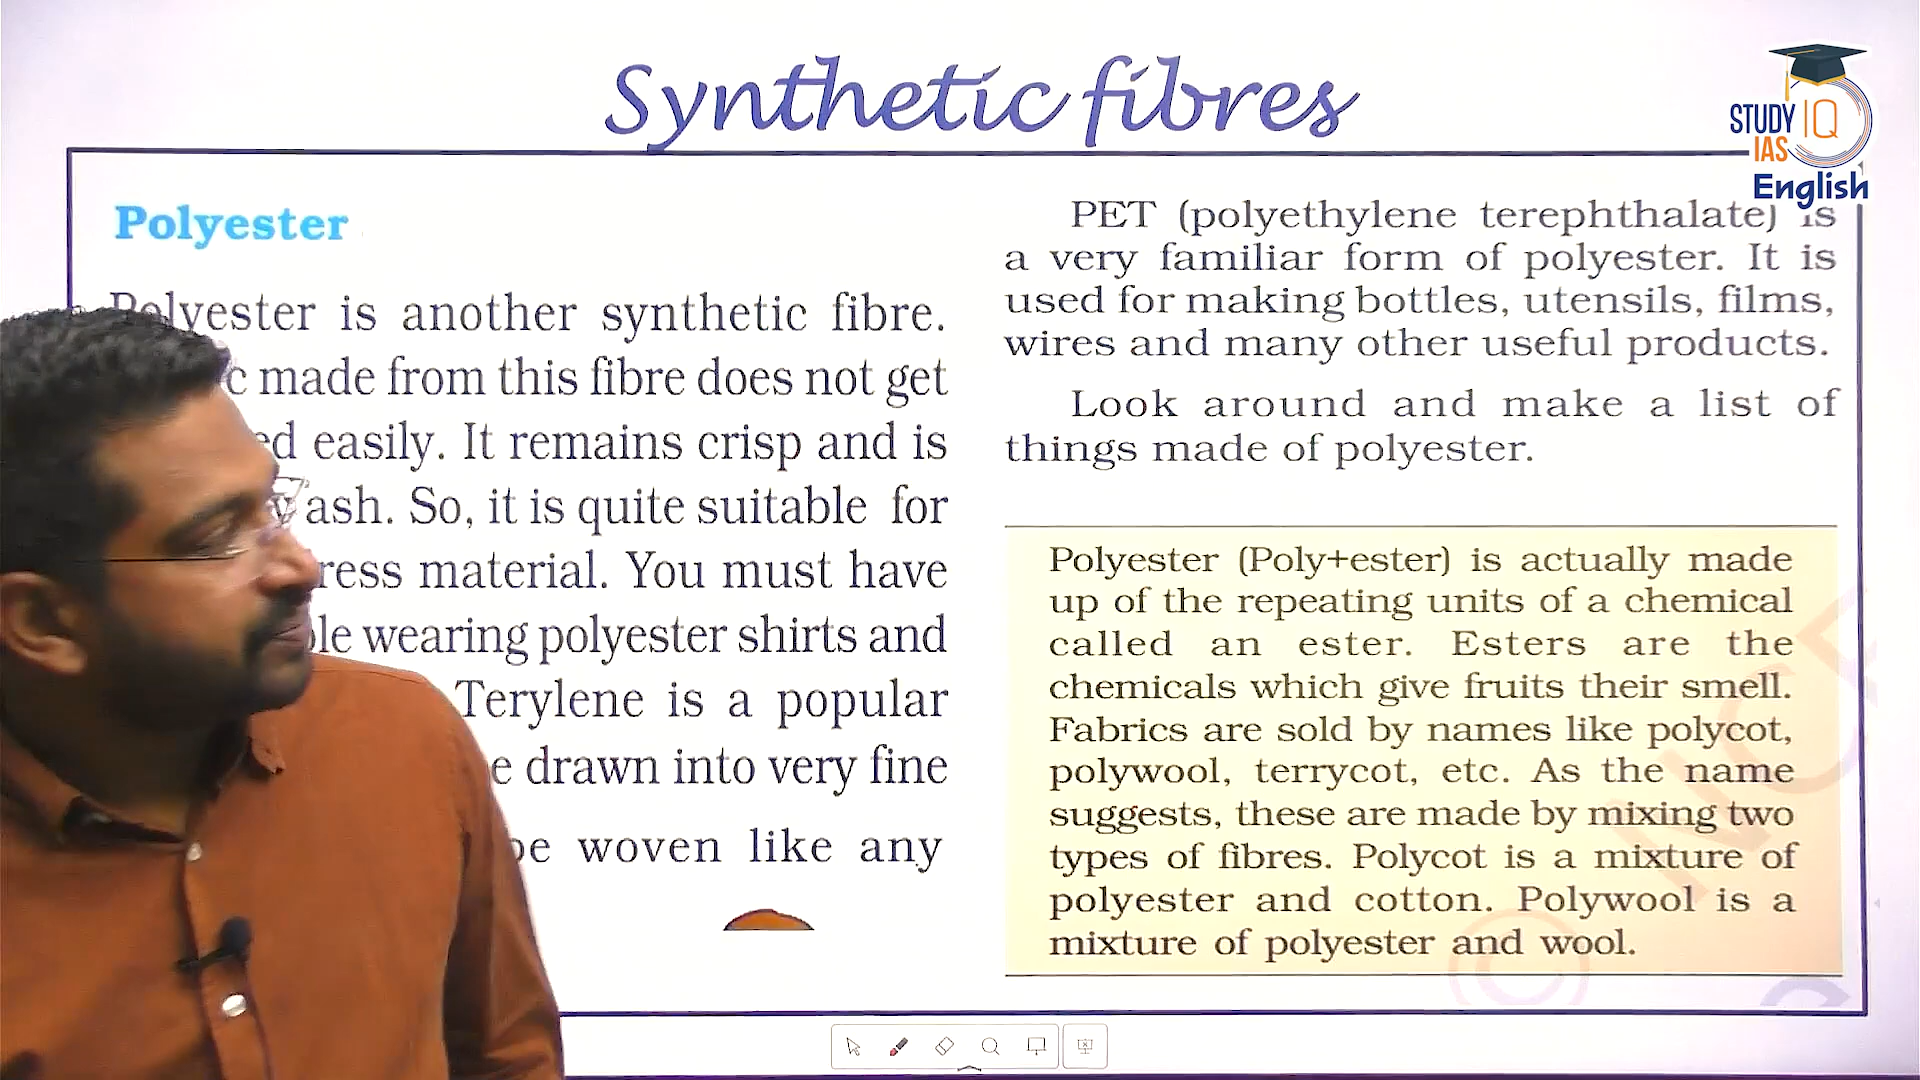 Synthetic fibres
STUDY IQ
IAS
English
Polyester
Polyester is another synthetic fibre.
made from this fibre does not get
easily. It remains crisp and is
ash. So, it is quite suitable for
material. You must have
wearing polyester shirts and
Terylene is a popular
drawn into very fine
be woven like any
PET (polyethylene terephthalate) is
a very familiar form of polyester. It is
used for making bottles, utensils, films,
wires and many other useful products.
Look around and make a list of
things made of polyester.
Polyester (Poly+ester) is actually made
up of the repeating units of a chemical
called an ester. Esters are the
chemicals which give fruits their smell.
Fabrics are sold by names like polycot,
polywool, terrycot, etc. As the name
suggests, these are made by mixing two
types of fibres. Polycot is a mixture of
polyester and cotton. Polywool is a
mixture of polyester and wool.